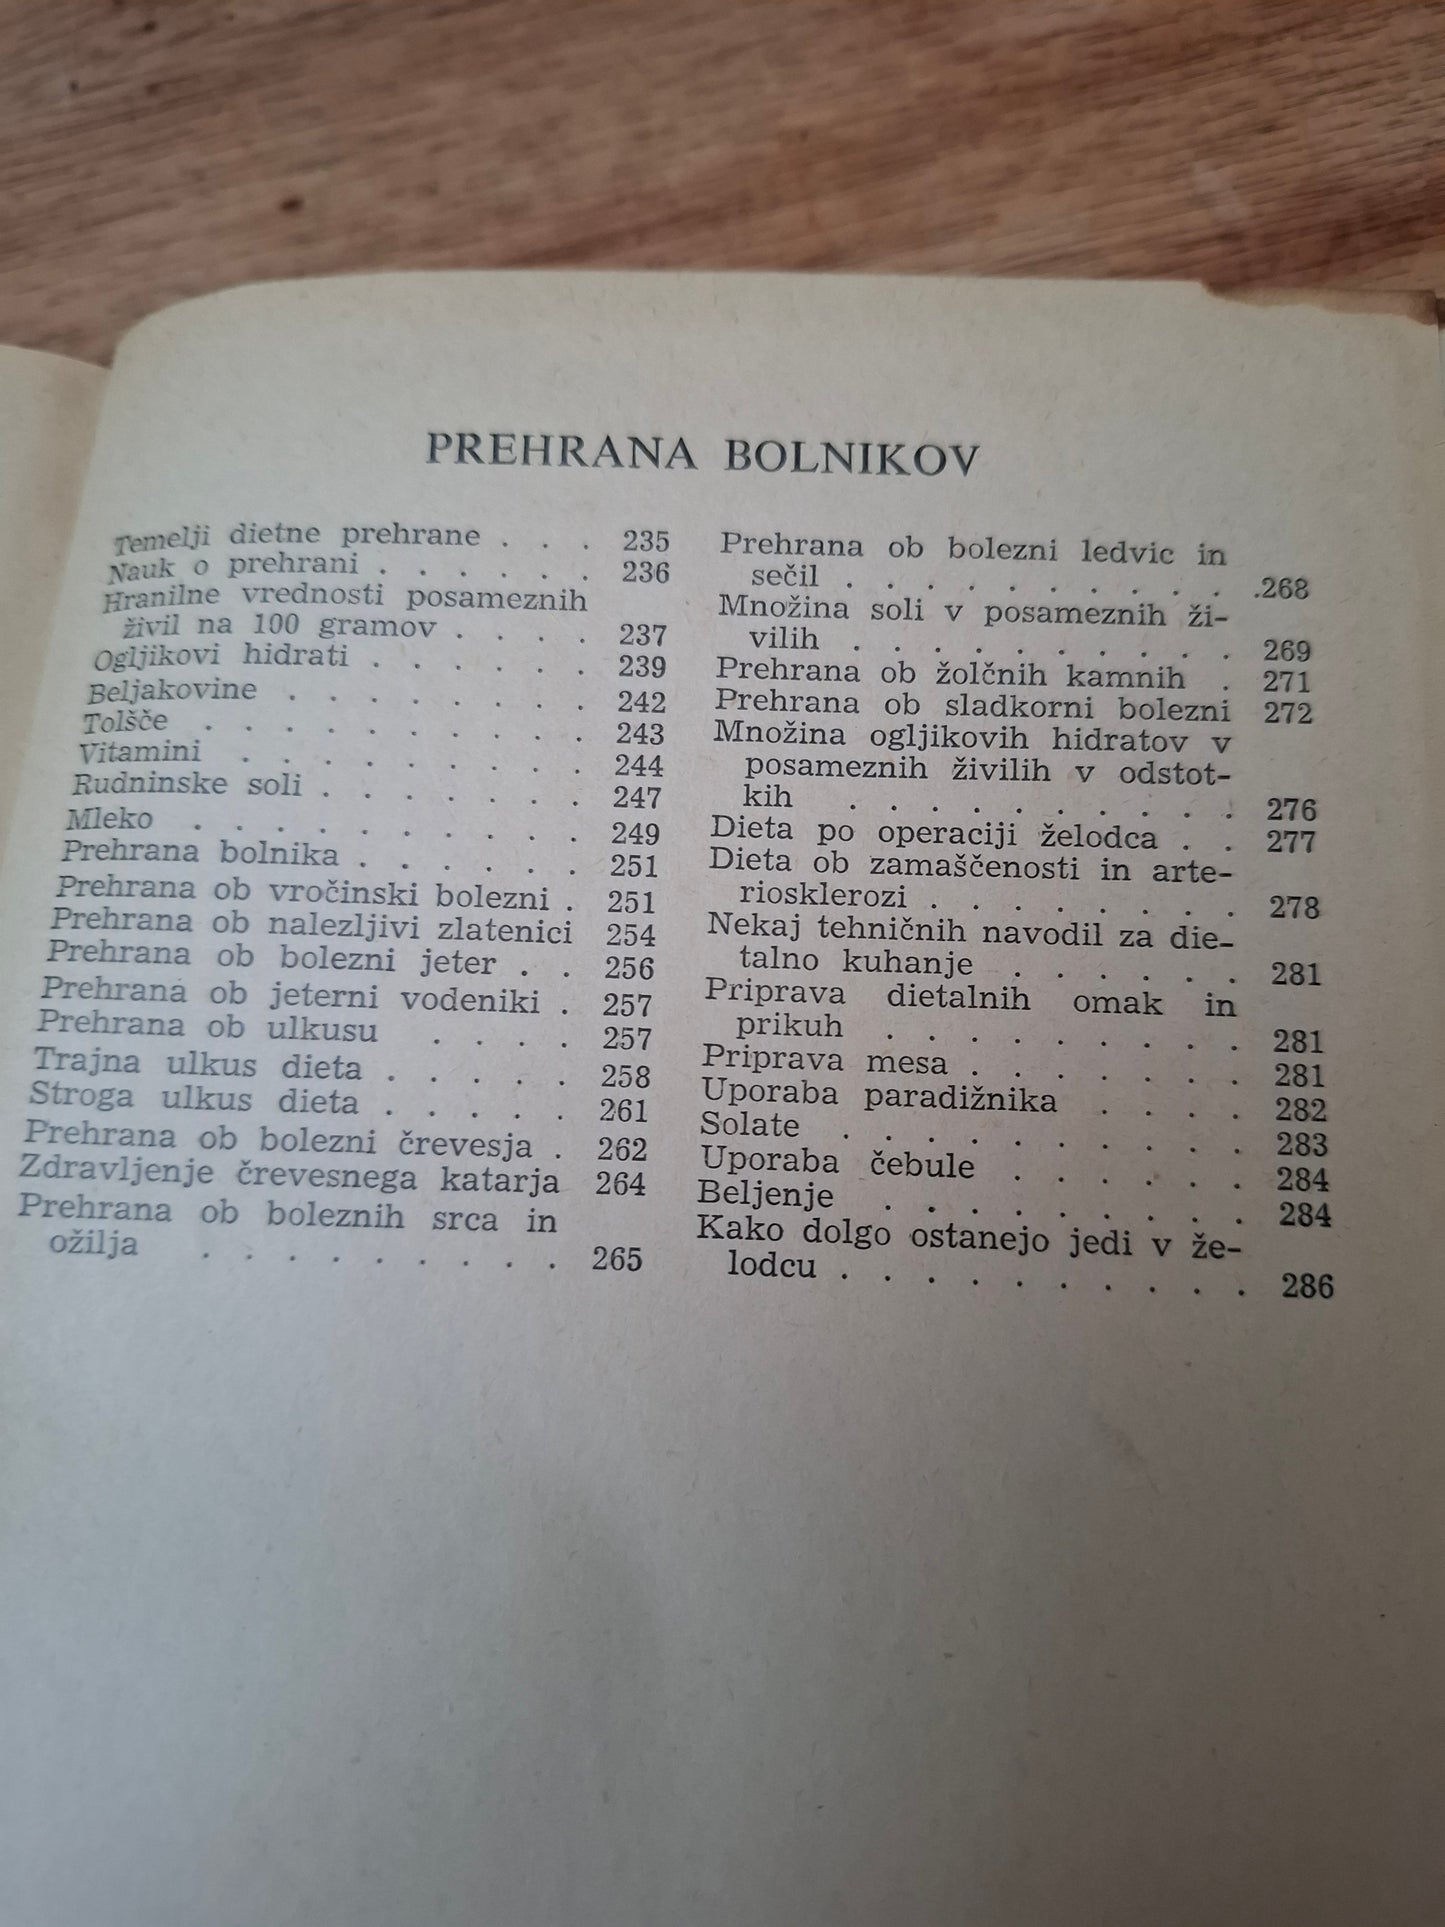 PREHRANA BOLNIKOV
Temelji dietne prehrane . . . 235
Nauk o prehrani . . . . . . 236
Hranilne vrednosti posameznih
živil na 100 gramov . . . . 237
Ogljikovi hidrati . . . . . . 239
Beljakovine . . . . . . . . 242
Tolšče . . . . . . . . . . 243
Vitamini . . . . . . . . . 244
Rudninske soli . . . . . . . 247
Mleko . . . . . . . . . . 249
Prehrana bolnika . . . . . . 251
Prehrana ob vročinski bolezni . 251
Prehrana ob nalezljivi zlatenici 254
Prehrana ob bolezni jeter . . 256
Prehrana ob jeterni vodeniki . 257
Prehrana ob ulkusu . . . . 257
Trajna ulkus dieta . . . . . 258
Stroga ulkus dieta . . . . . 261
Prehrana ob bolezni črevesja . 262
Zdravljenje črevesnega katarja 264
Prehrana ob boleznih srca in
ožilja . . . . . . . . . 265
Prehrana ob bolezni ledvic in
sečil . . . . . . . . . . .268
Množina soli v posameznih ži-
vilih . . . . . . . . . . 269
Prehrana ob žolčnih kamnih . 271
Prehrana ob sladkorni bolezni 272
Množina ogljikovih hidratov v
posameznih živilih v odstot-
kih . . . . . . . . . . 276
Dieta po operaciji želodca . . 277
Dieta ob zamaščenosti in arte-
riosklerozi . . . . . . . . 278
Nekaj tehničnih navodil za die-
talno kuhanje . . . . . . 281
Priprava dietalnih omak in
prikuh . . . . . . . . . 281
Priprava mesa . . . . . . . 281
Uporaba paradižnika . . . . 282
Solate . . . . . . . . . . 283
Uporaba čebule . . . . . . 284
Beljenje . . . . . . . . . 284
Kako dolgo ostanejo jedi v že-
lodcu . . . . . . . . . . 286